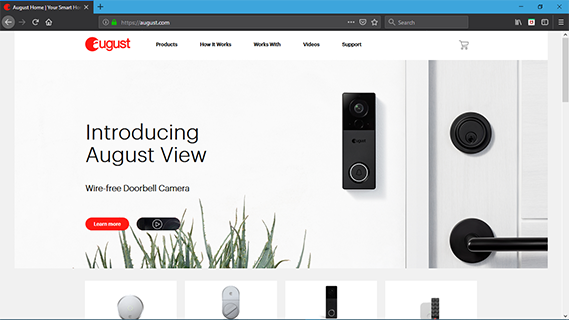 August Home | Your Smart Ho
https://august.com
Search
august
Products
How It Works
Works With
Videos
Support
Introducing
August View
Wire-free Doorbell Camera
Learn more
august